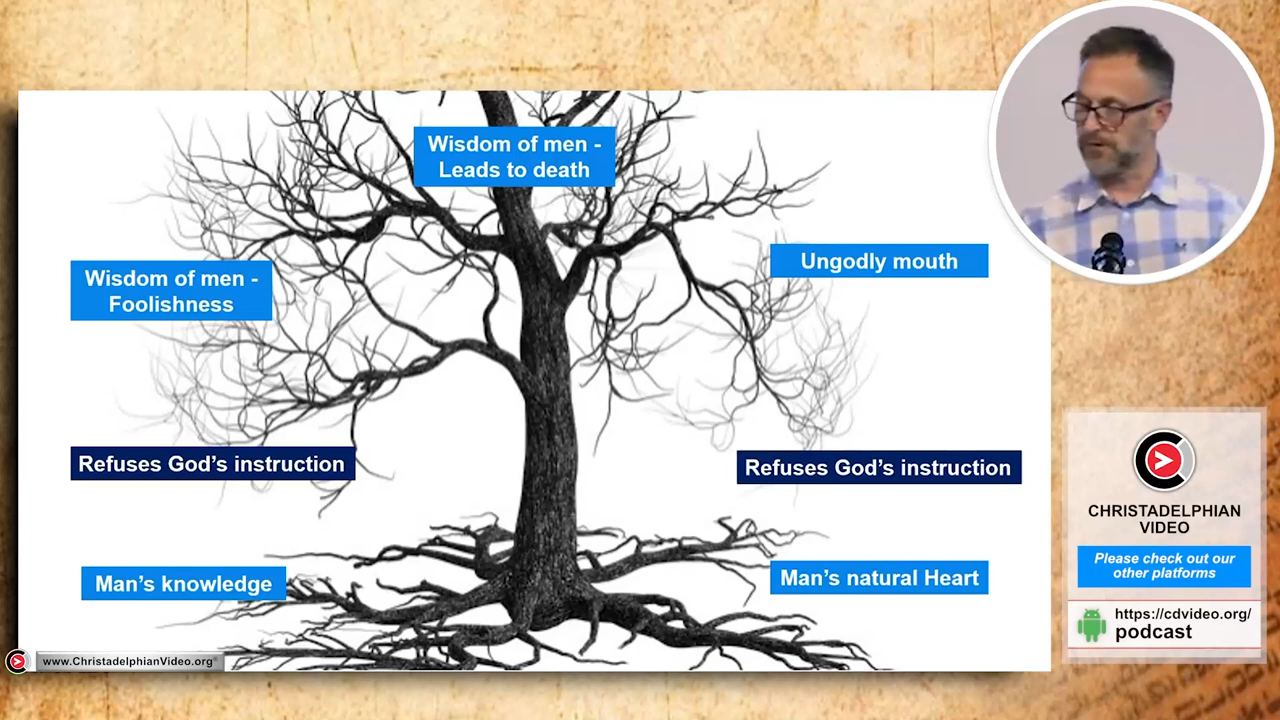 Wisdom of men -
Leads to death
Wisdom of men -
Foolishness
Ungodly mouth
Refuses God's instruction
Refuses God's instruction
Man's knowledge
Man's natural Heart
CHRISTADELPHIAN
VIDEO
Please check out our
other platforms
https://cdvideo.org/
podcast
www.ChristadelphianVideo.org